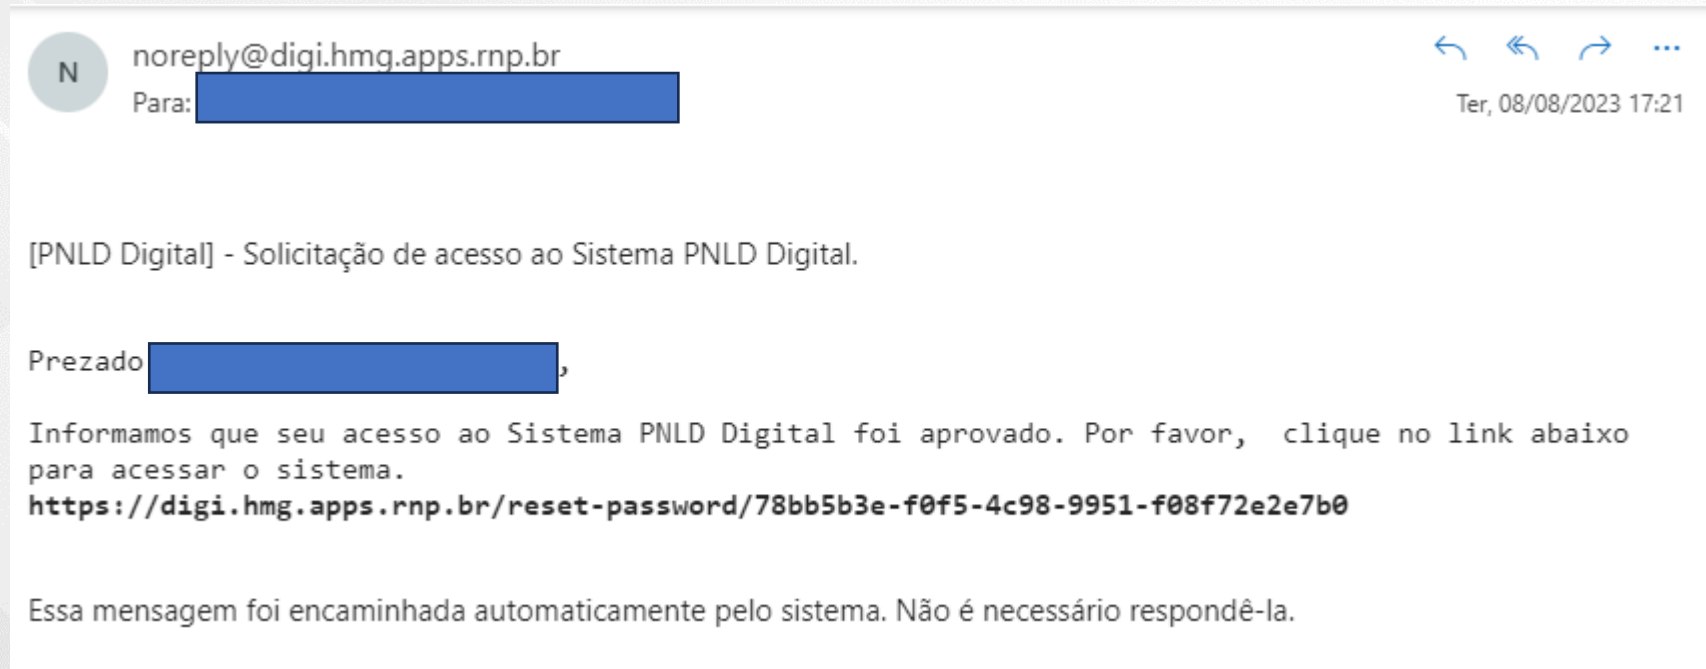 N
noreply@digi.hmg.apps.rnp.br
Para:
Ter, 08/08/2023 17:21
[PNLD Digital] - Solicitação de acesso ao Sistema PNLD Digital.
Prezado ,
Informamos que seu acesso ao Sistema PNLD Digital foi aprovado. Por favor,  clique no link abaixo
para acessar o sistema.
https://digi.hmg.apps.rnp.br/reset-password/78bb5b3e-f0f5-4c98-9951-f08f72e2e7b0
Essa mensagem foi encaminhada automaticamente pelo sistema. Não é necessário respondê-la.